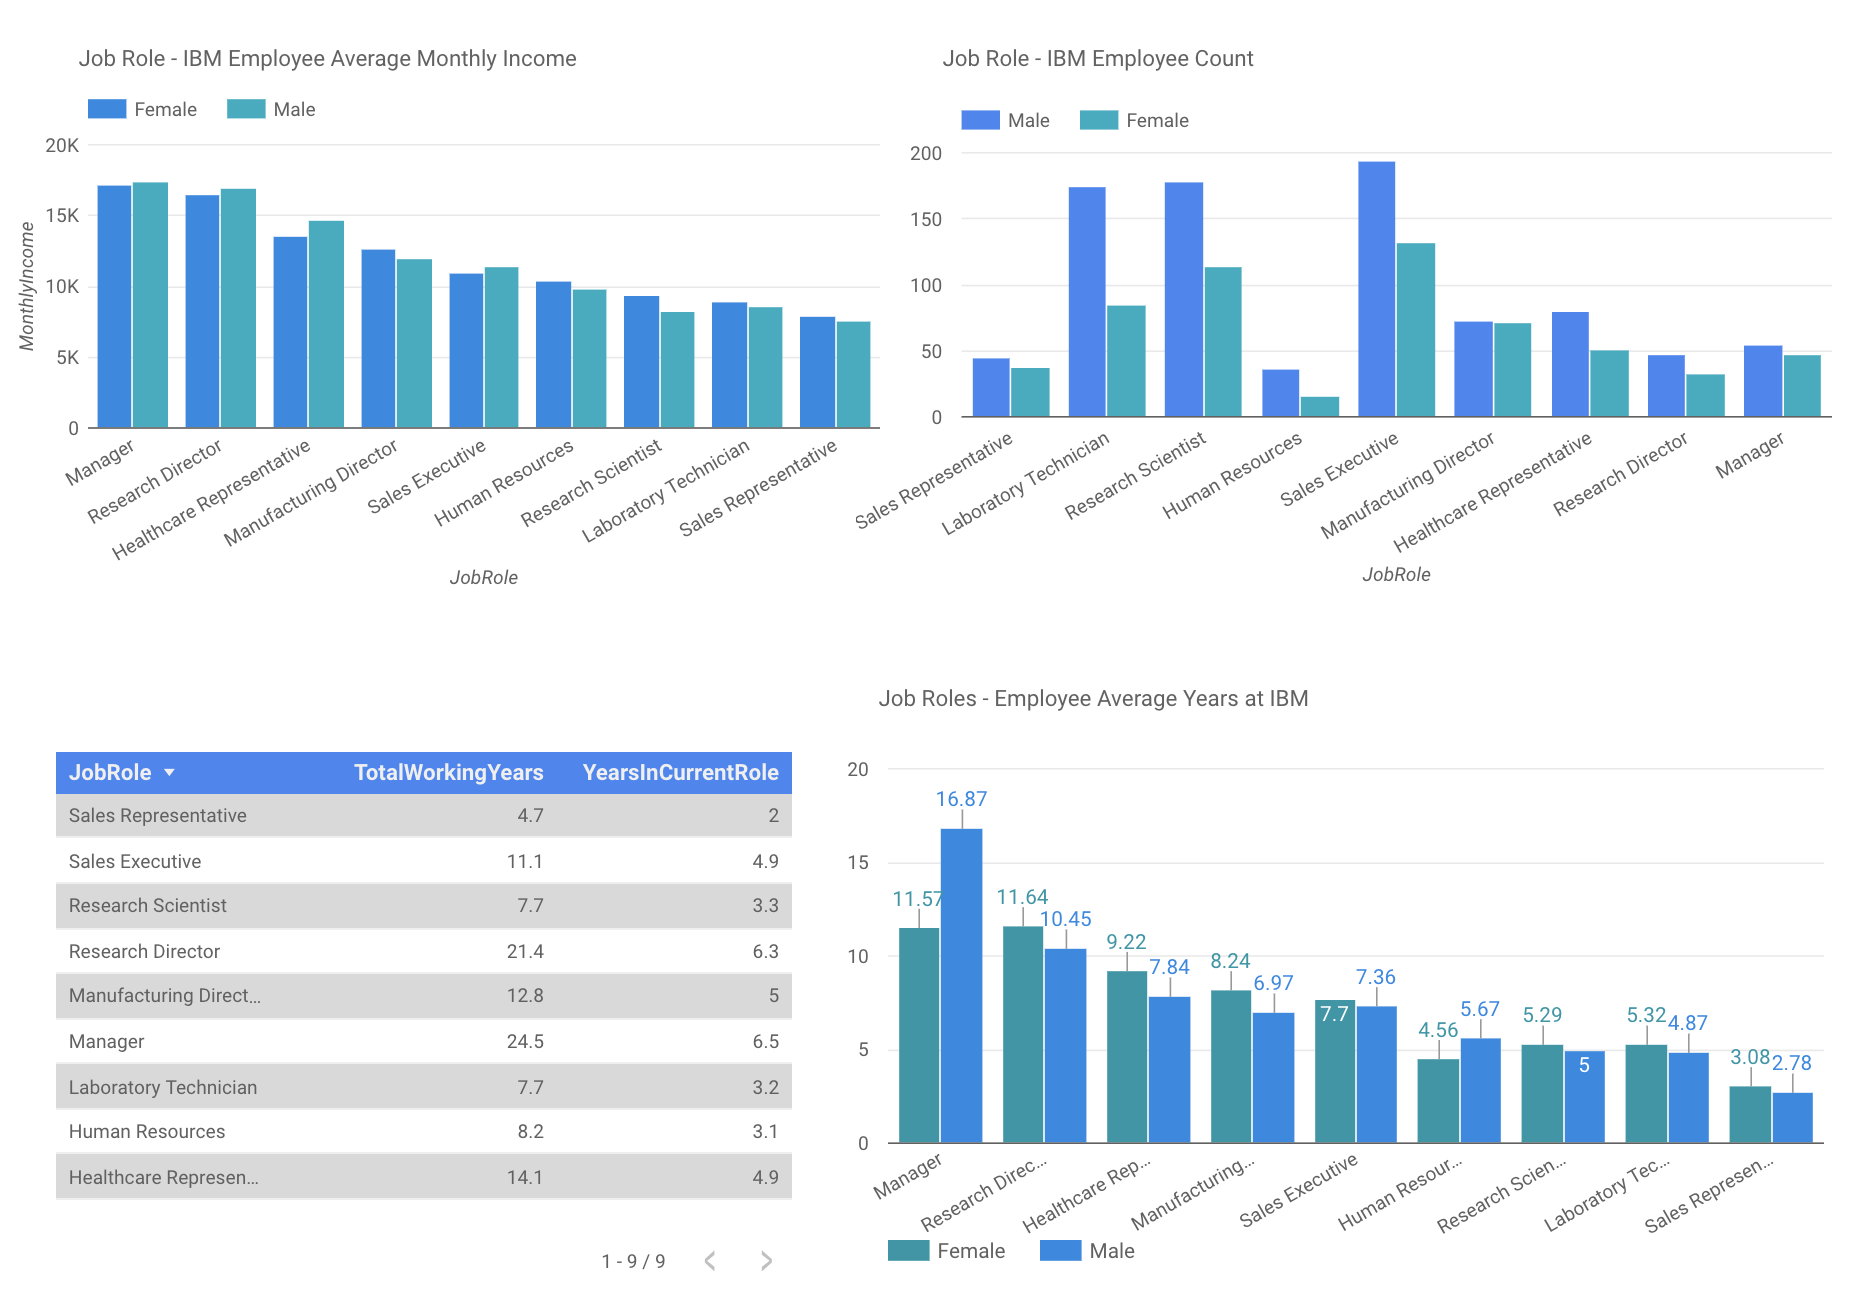 Job Role - IBM Employee Average Monthly Income
Female
Male
20K
15K
10K
5K
0
MonthlyIncome
Manager
Research Director
Healthcare Representative
Manufacturing Director
Sales Executive
Human Resources
Research Scientist
Laboratory Technician
Sales Representative
JobRole
Job Role - IBM Employee Count
Male
Female
200
150
100
50
0
Sales Representative
Laboratory Technician
Research Scientist
Human Resources
Sales Executive
Manufacturing Director
Healthcare Representative
Research Director
Manager
JobRole
JobRole TotalWorkingYears YearsInCurrentRole
Sales Representative 4.7 2
Sales Executive 11.1 4.9
Research Scientist 7.7 3.3
Research Director 21.4 6.3
Manufacturing Direct... 12.8 5
Manager 24.5 6.5
Laboratory Technician 7.7 3.2
Human Resources 8.2 3.1
Healthcare Represen... 14.1 4.9
1 - 9 / 9
Job Roles - Employee Average Years at IBM
20
15
10
5
0
11.57
16.87
11.64
10.45
9.22
7.84
8.24
6.97
7.7
7.36
4.56
5.67
5.29
5
5.32
4.87
3.08
2.78
Manager
Research Direc...
Healthcare Rep...
Manufacturing...
Sales Executive
Human Resour...
Research Scien...
Laboratory Tec...
Sales Represen...
Female
Male